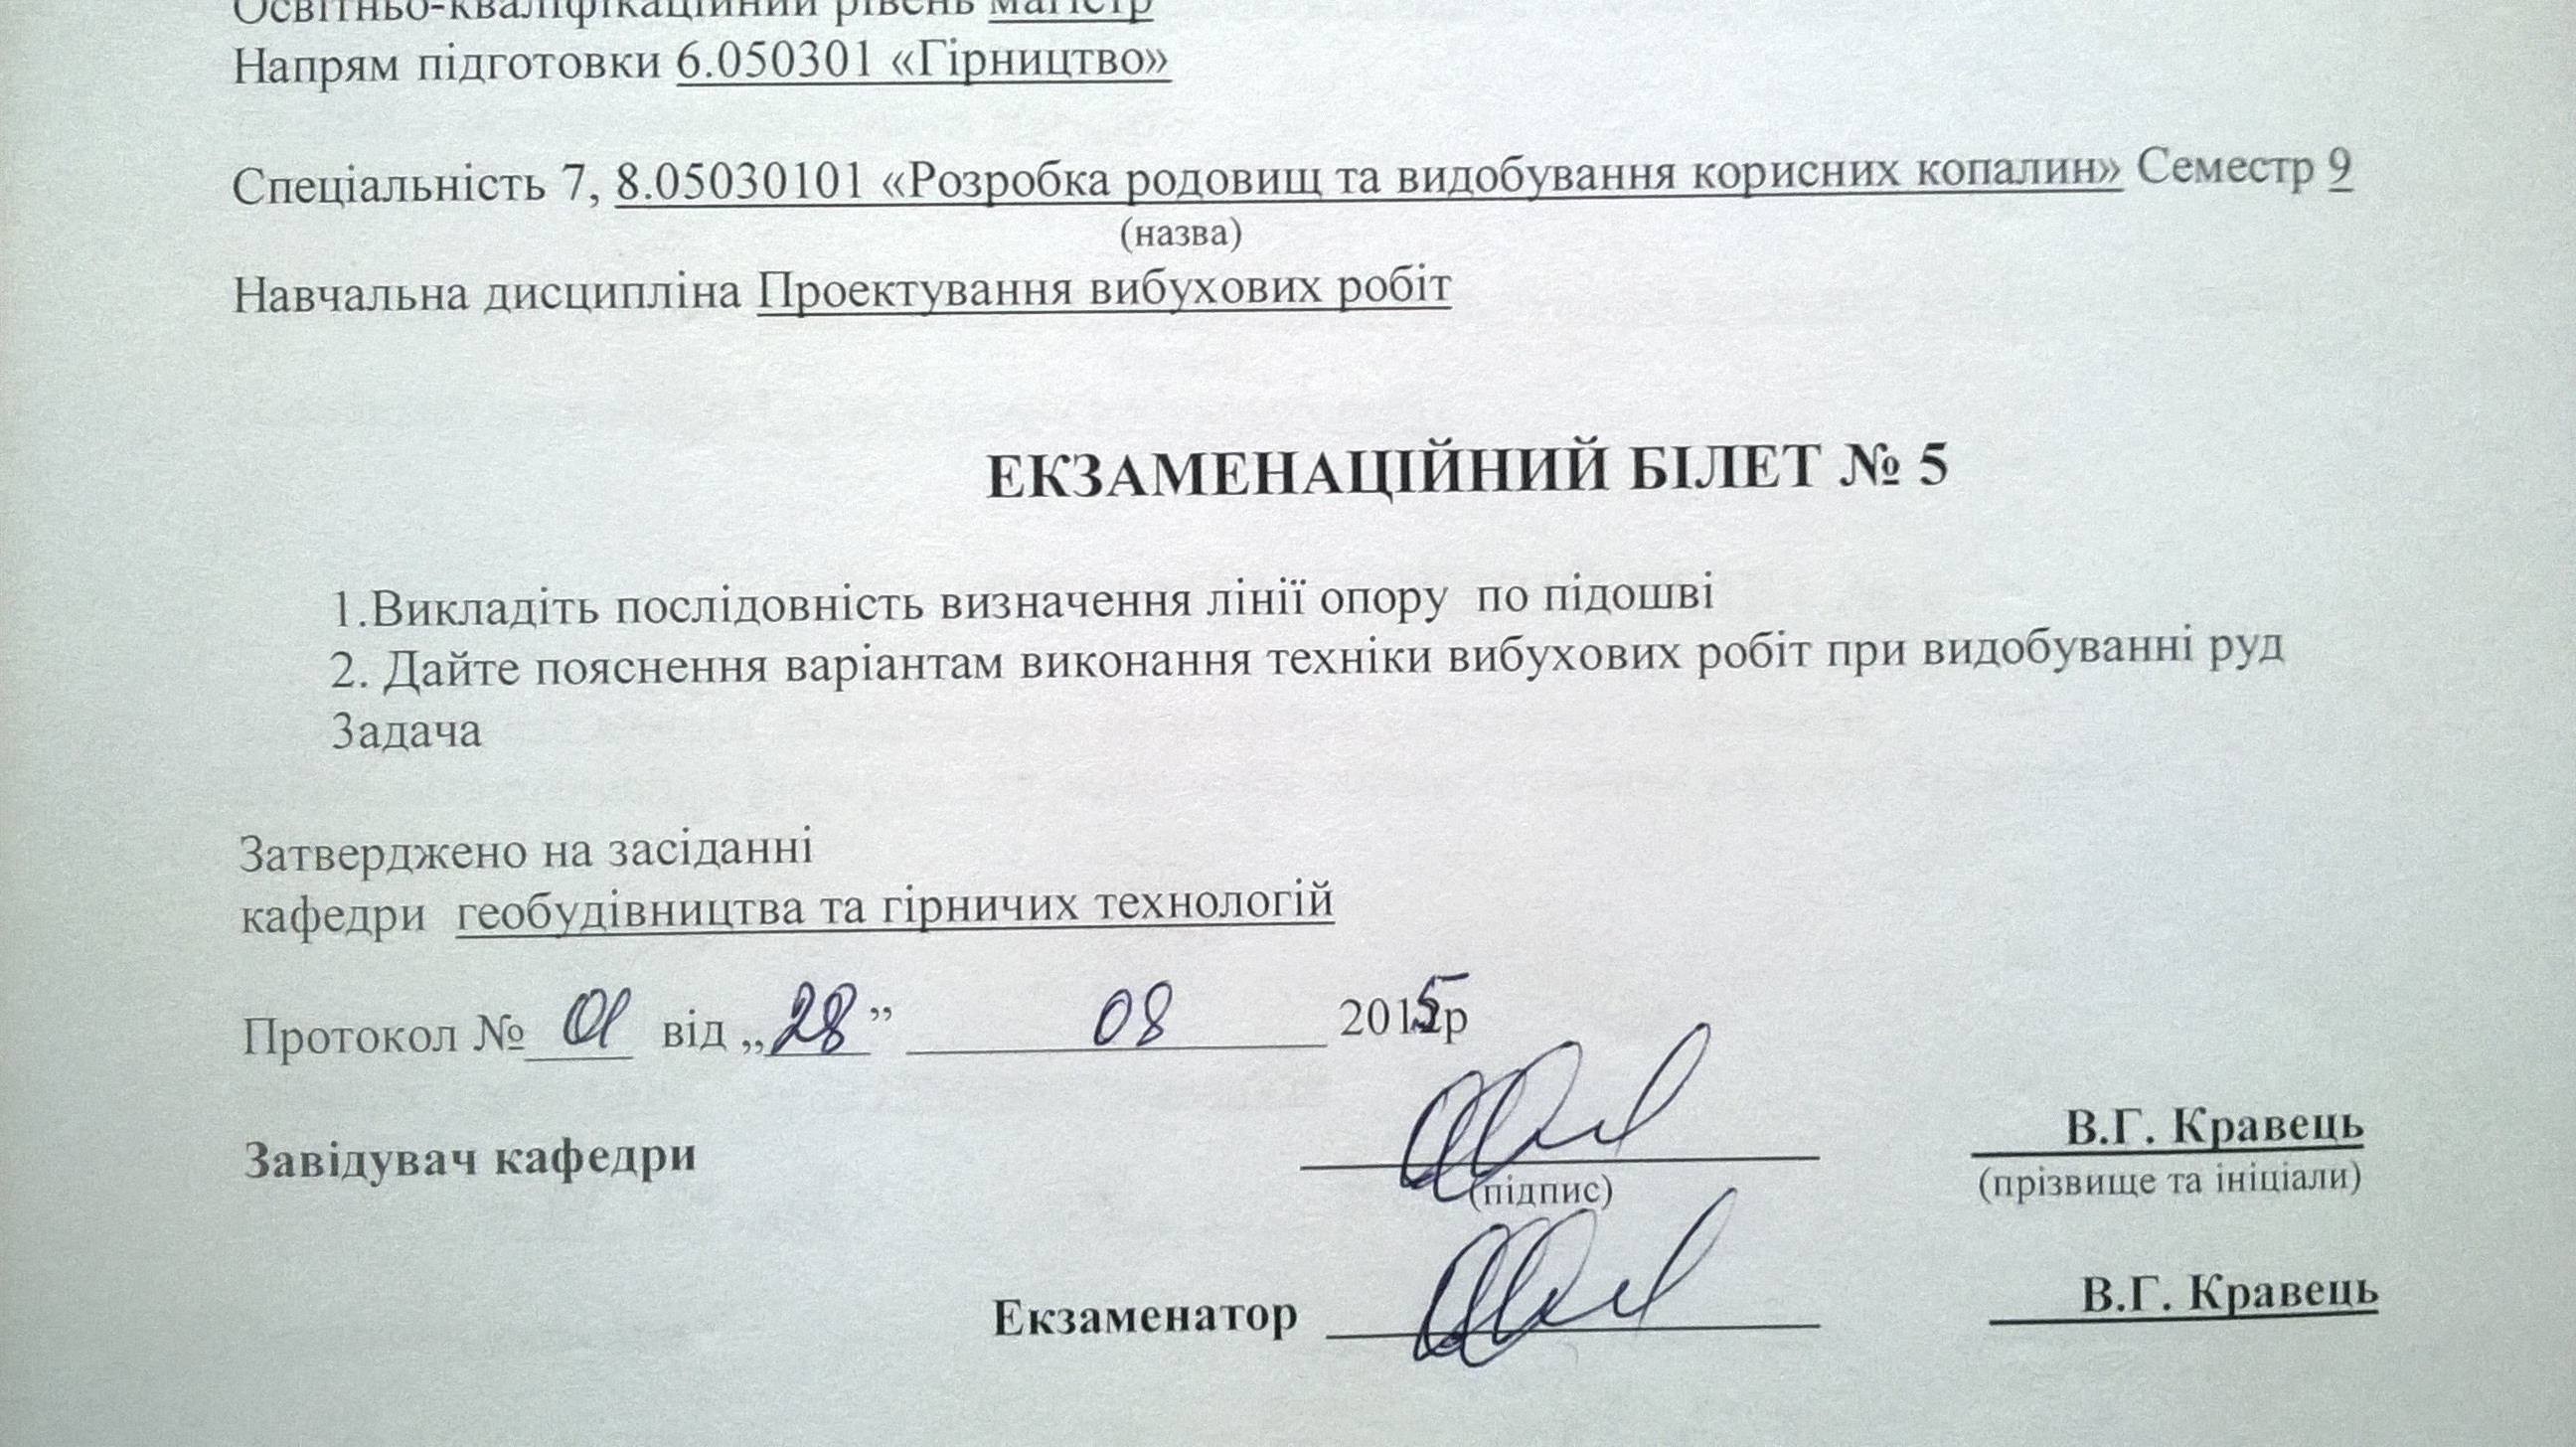 Освітньо-кваліфікаційний рівень магістр
Напрям підготовки 6.050301 «Гірництво»
Спеціальність 7, 8.05030101 «Розробка родовищ та видобування корисних копалин» Семестр 9
(назва)
Навчальна дисципліна Проектування вибухових робіт
ЕКЗАМЕНАЦІЙНИЙ БІЛЕТ № 5
1.Викладіть послідовність визначення лінії опору по підошві
2. Дайте пояснення варіантам виконання техніки вибухових робіт при видобуванні руд
Задача
Затверджено на засіданні
кафедри геобудівництва та гірничих технологій
Протокол № 01 від „28” 08 2015р
Завідувач кафедри В.Г. Кравець
(підпис) (прізвище та ініціали)
Екзаменатор В.Г. Кравець